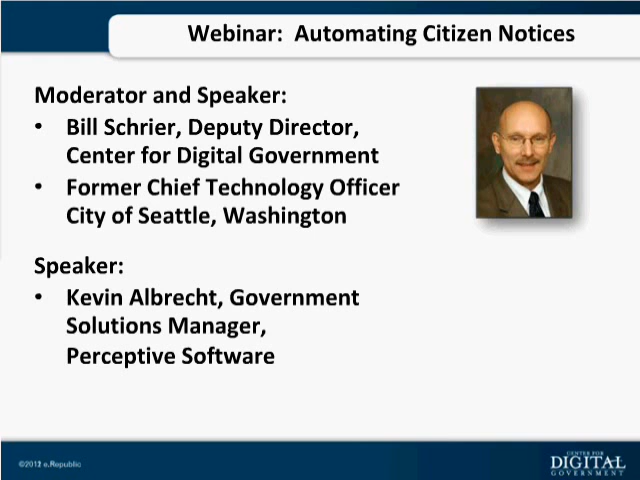 Webinar:  Automating Citizen Notices
Moderator and Speaker:
• Bill Schrier, Deputy Director,
Center for Digital Government
• Former Chief Technology Officer
City of Seattle, Washington
Speaker:
• Kevin Albrecht, Government
Solutions Manager,
Perceptive Software
©2012 e.Republic
CENTER FOR
DIGITAL
GOVERNMENT